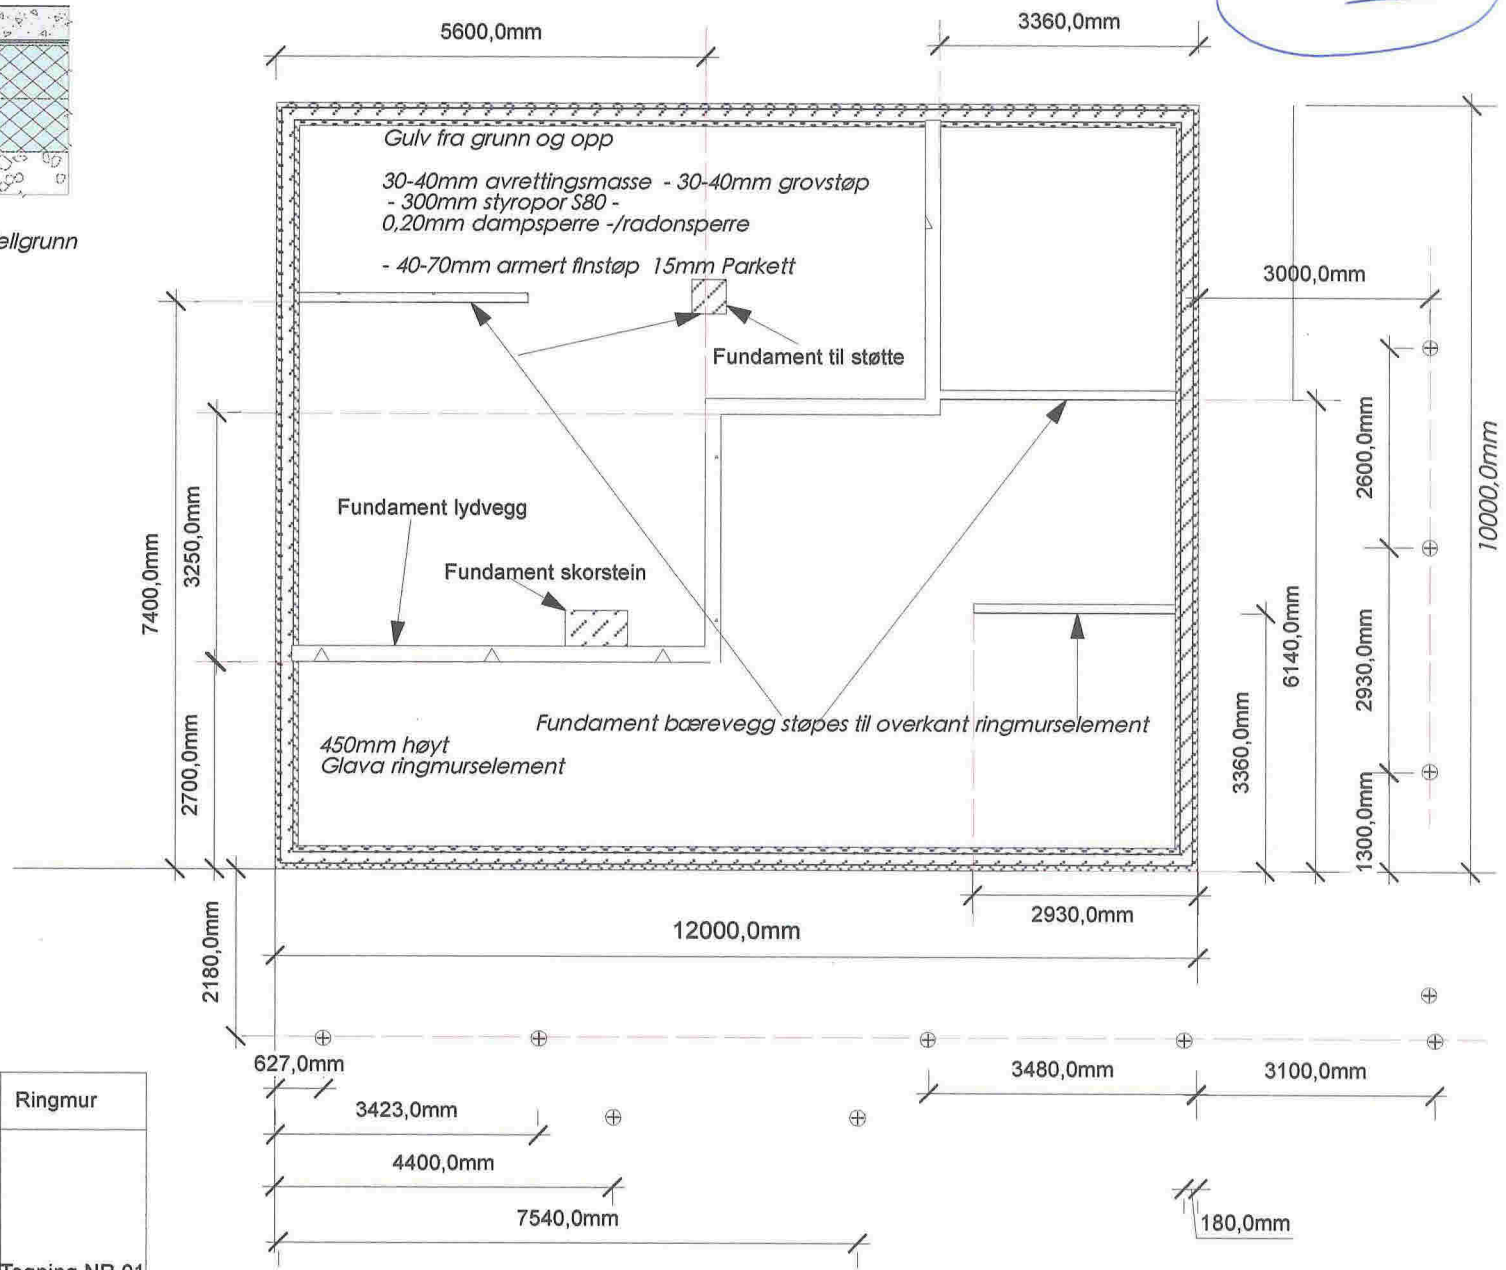 5600,0mm
3360,0mm
Gulv fra grunn og opp
30-40mm avrettingsmasse - 30-40mm grovstøp
- 300mm styropor S80 -
0,20mm dampsperre -/radonsperre
- 40-70mm armert finstøp 15mm Parkett
ellgrunn
3000,0mm
Fundament til støtte
2600,0mm
10000,0mm
Fundament lydvegg
3250,0mm
7400,0mm
Fundament skorstein
6140,0mm
2930,0mm
3360,0mm
Fundament bærevegg støpes til overkant ringmurselement
450mm høyt
Glava ringmurselement
2700,0mm
1300,0mm
2930,0mm
12000,0mm
2180,0mm
627,0mm
3480,0mm
3100,0mm
Ringmur
3423,0mm
4400,0mm
7540,0mm
180,0mm
Tegning NR 01